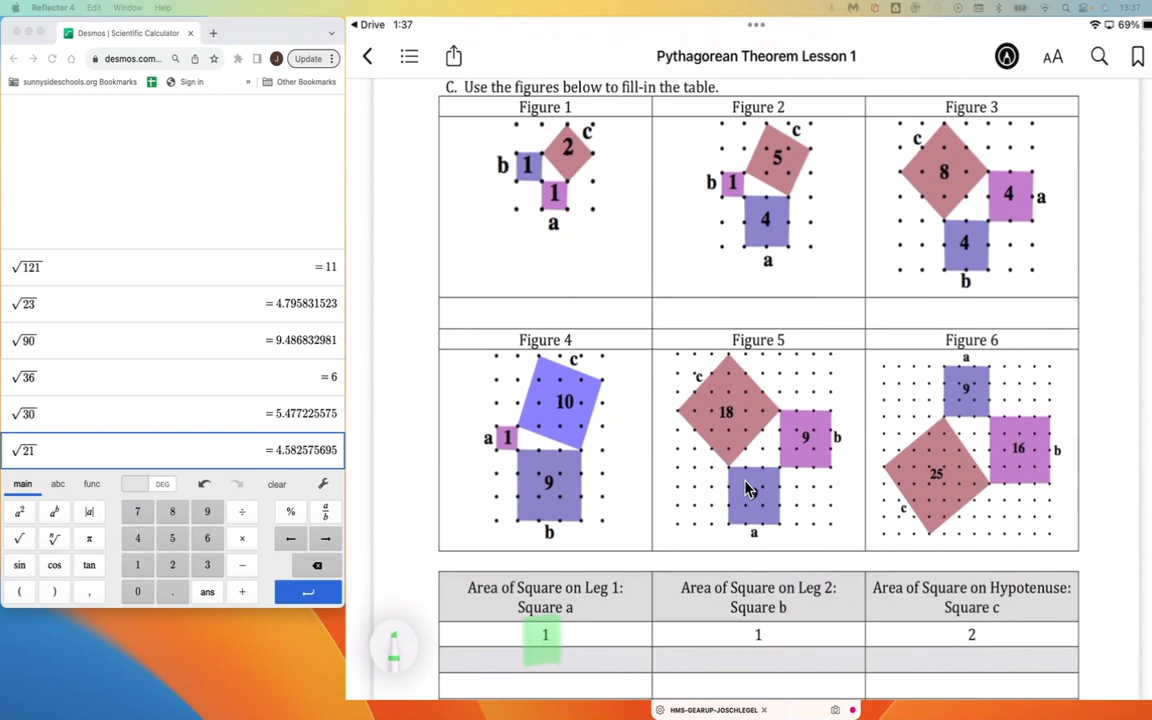 Reflector 4 Edit Window Help 13:37
Desmos | Scientific Calculator
desmos.com... J Update
sunnysideschools.org Bookmarks Sign in » Other Bookmarks
√121 = 11
√23 = 4.795831523
√90 = 9.486832981
√36 = 6
√30 = 5.477225575
√21 = 4.582575695
main abc func DEG clear
a² aᵇ |a| 7 8 9 ÷ % a/b
√ ⁿ√ π 4 5 6 × ← →
sin cos tan 1 2 3 −
( ) , 0 . ans +
Drive 1:37 69%
Pythagorean Theorem Lesson 1 AA
C. Use the figures below to fill-in the table.
Figure 1 Figure 2 Figure 3
b 1 2 c 1 a
b 1 5 c 4 a
c 8 4 a 4 b
Figure 4 Figure 5 Figure 6
c 10 a 1 9 b
c 18 9 b a
a 9 16 b 25 c
Area of Square on Leg 1: Area of Square on Leg 2: Area of Square on Hypotenuse:
Square a Square b Square c
1 1 2
HMS-GEARUP-JOSCHLEGEL